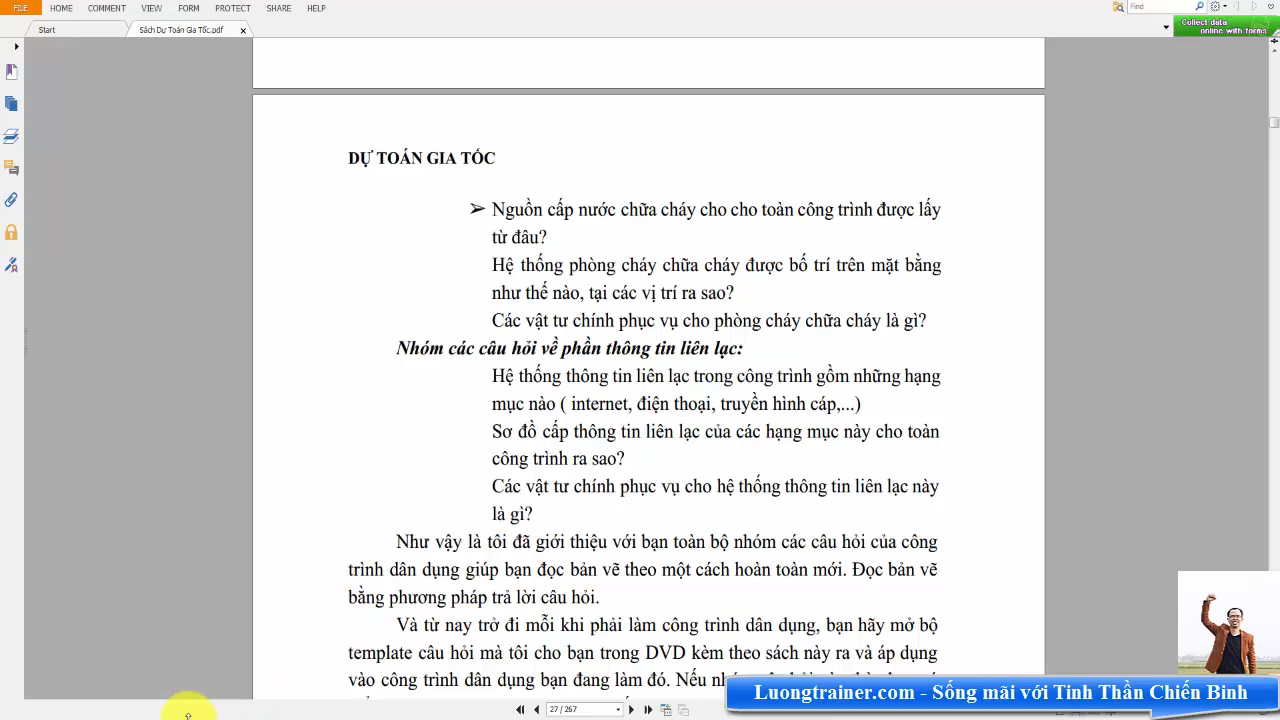 FILE HOME COMMENT VIEW FORM PROTECT SHARE HELP Find
Start Sách Dự Toán Gia Tốc.pdf x
Collect data
online with forms
DỰ TOÁN GIA TỐC
➢ Nguồn cấp nước chữa cháy cho cho toàn công trình được lấy
từ đâu?
Hệ thống phòng cháy chữa cháy được bố trí trên mặt bằng
như thế nào, tại các vị trí ra sao?
Các vật tư chính phục vụ cho phòng cháy chữa cháy là gì?
Nhóm các câu hỏi về phần thông tin liên lạc:
Hệ thống thông tin liên lạc trong công trình gồm những hạng
mục nào ( internet, điện thoại, truyền hình cáp,...)
Sơ đồ cấp thông tin liên lạc của các hạng mục này cho toàn
công trình ra sao?
Các vật tư chính phục vụ cho hệ thống thông tin liên lạc này
là gì?
Như vậy là tôi đã giới thiệu với bạn toàn bộ nhóm các câu hỏi của công
trình dân dụng giúp bạn đọc bản vẽ theo một cách hoàn toàn mới. Đọc bản vẽ
bằng phương pháp trả lời câu hỏi.
Và từ nay trở đi mỗi khi phải làm công trình dân dụng, bạn hãy mở bộ
template câu hỏi mà tôi cho bạn trong DVD kèm theo sách này ra và áp dụng
vào công trình dân dụng bạn đang làm đó. Nếu
Luongtrainer.com - Sống mãi với Tinh Thần Chiến Binh
27 / 267